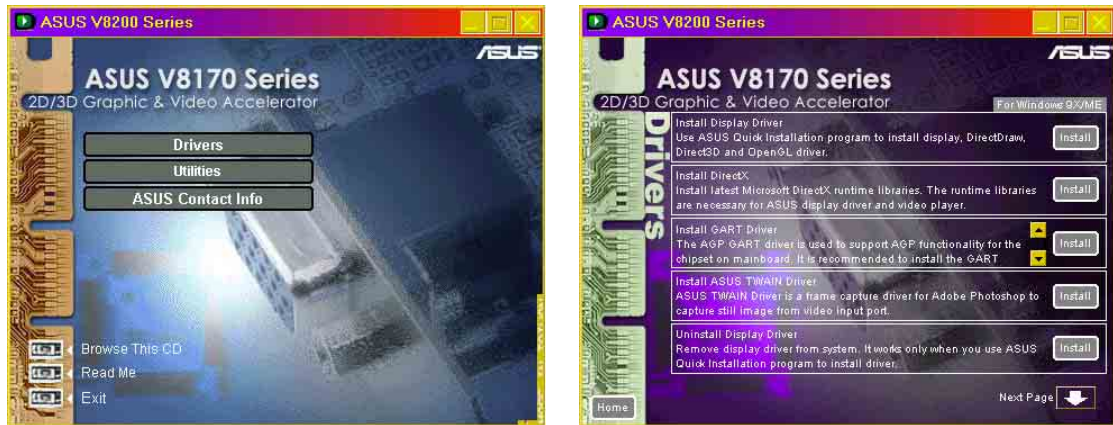 ASUS V8200 Series
ASUS
ASUS V8170 Series
2D/3D Graphic & Video Accelerator
Drivers
Utilities
ASUS Contact Info
Browse This CD
Read Me
Exit
ASUS V8200 Series
ASUS
ASUS V8170 Series
2D/3D Graphic & Video Accelerator
For Windows 9X/ME
Drivers
Install Display Driver
Use ASUS Quick Installation program to install display, DirectDraw,
Direct3D and OpenGL driver.
Install
Install DirectX
Install latest Microsoft DirectX runtime libraries. The runtime libraries
are necessary for ASUS display driver and video player.
Install
Install GART Driver
The AGP GART driver is used to support AGP functionality for the
chipset on mainboard. It is recommended to install the GART
Install
Install ASUS TWAIN Driver
ASUS TWAIN Driver is a frame capture driver for Adobe Photoshop to
capture still image from video input port.
Install
Uninstall Display Driver
Remove display driver from system. It works only when you use ASUS
Quick Installation program to install driver.
Install
Next Page
Home